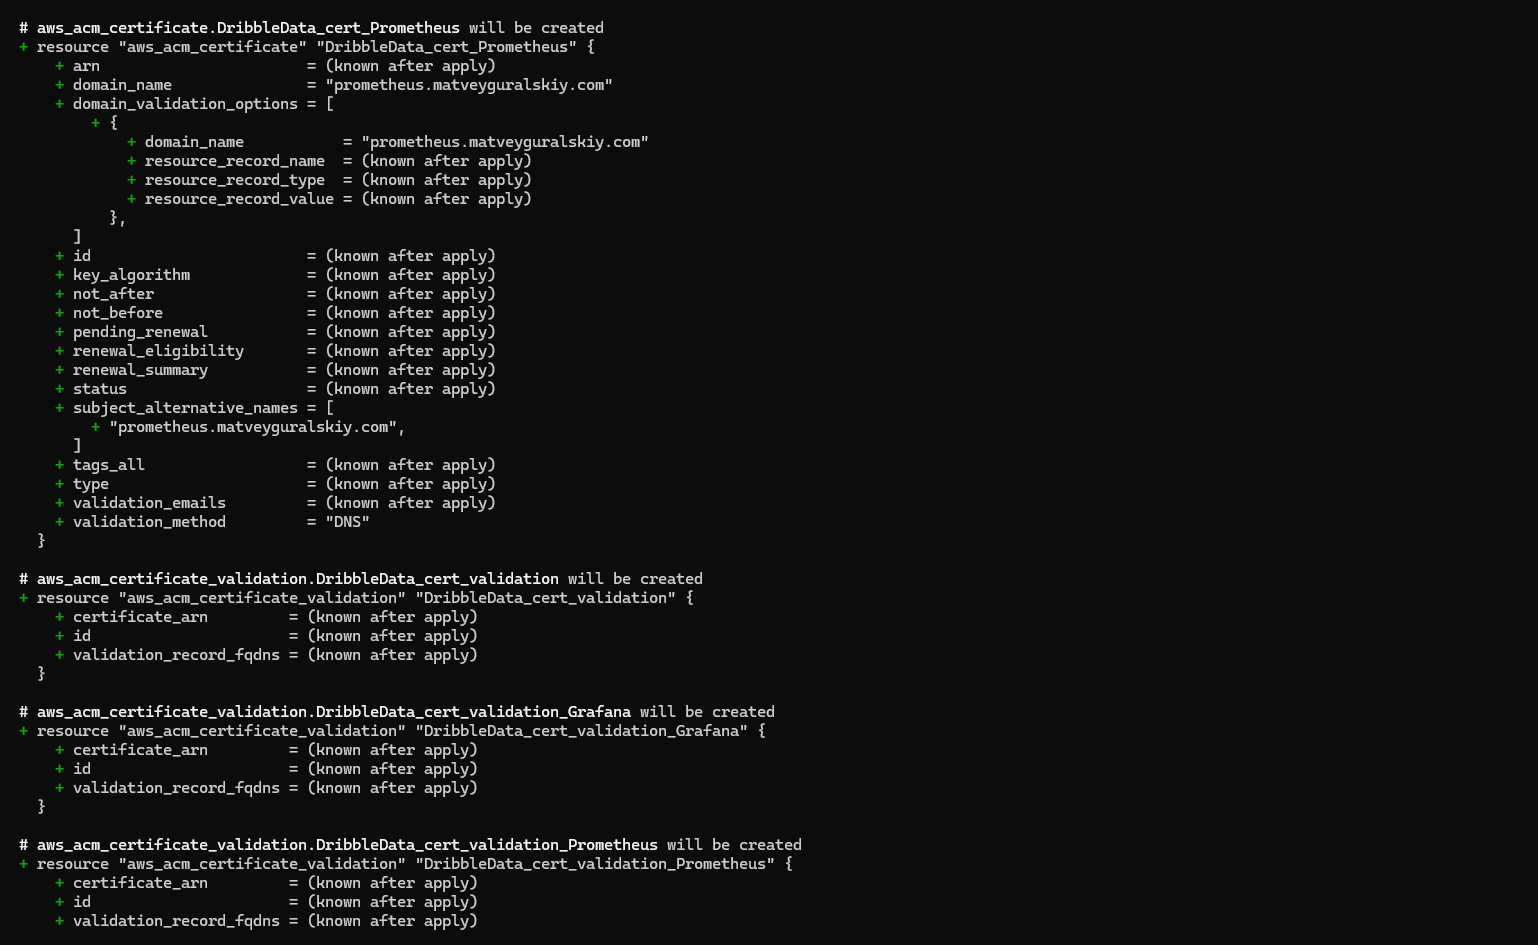 # aws_acm_certificate.DribbleData_cert_Prometheus will be created
+ resource "aws_acm_certificate" "DribbleData_cert_Prometheus" {
    + arn                       = (known after apply)
    + domain_name               = "prometheus.matveyguralskiy.com"
    + domain_validation_options = [
        + {
            + domain_name           = "prometheus.matveyguralskiy.com"
            + resource_record_name  = (known after apply)
            + resource_record_type  = (known after apply)
            + resource_record_value = (known after apply)
          },
      ]
    + id                        = (known after apply)
    + key_algorithm             = (known after apply)
    + not_after                 = (known after apply)
    + not_before                = (known after apply)
    + pending_renewal           = (known after apply)
    + renewal_eligibility       = (known after apply)
    + renewal_summary           = (known after apply)
    + status                    = (known after apply)
    + subject_alternative_names = [
        + "prometheus.matveyguralskiy.com",
      ]
    + tags_all                  = (known after apply)
    + type                      = (known after apply)
    + validation_emails         = (known after apply)
    + validation_method         = "DNS"
  }

# aws_acm_certificate_validation.DribbleData_cert_validation will be created
+ resource "aws_acm_certificate_validation" "DribbleData_cert_validation" {
    + certificate_arn         = (known after apply)
    + id                      = (known after apply)
    + validation_record_fqdns = (known after apply)
  }

# aws_acm_certificate_validation.DribbleData_cert_validation_Grafana will be created
+ resource "aws_acm_certificate_validation" "DribbleData_cert_validation_Grafana" {
    + certificate_arn         = (known after apply)
    + id                      = (known after apply)
    + validation_record_fqdns = (known after apply)
  }

# aws_acm_certificate_validation.DribbleData_cert_validation_Prometheus will be created
+ resource "aws_acm_certificate_validation" "DribbleData_cert_validation_Prometheus" {
    + certificate_arn         = (known after apply)
    + id                      = (known after apply)
    + validation_record_fqdns = (known after apply)